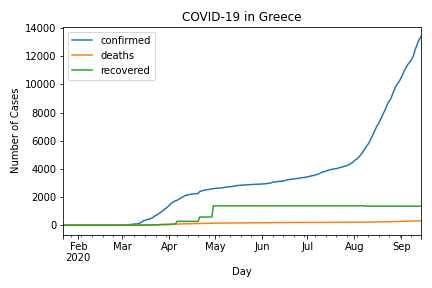 COVID-19 in Greece
14000
12000
10000
8000
6000
4000
2000
0
Number of Cases
confirmed
deaths
recovered
Feb Mar Apr May Jun Jul Aug Sep
2020
Day